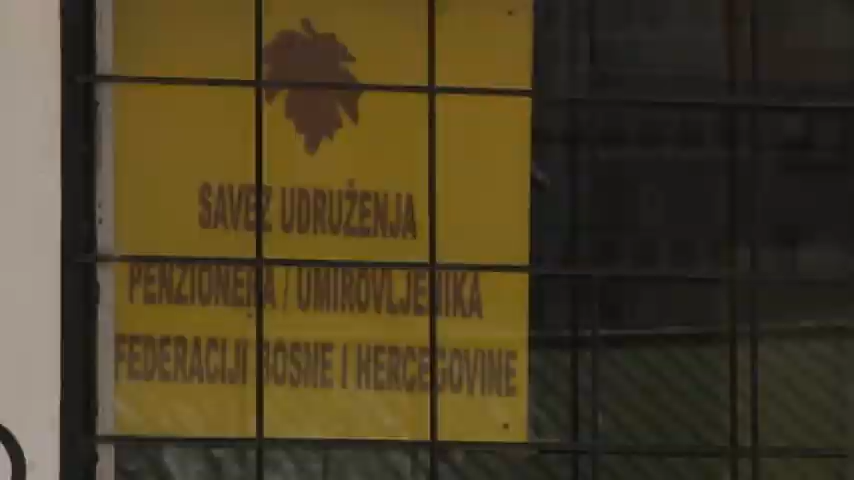 SAVEZ UDRUŽENJA
PENZIONERA / UMIROVLJENIKA
FEDERACIJI BOSNE I HERCEGOVINE